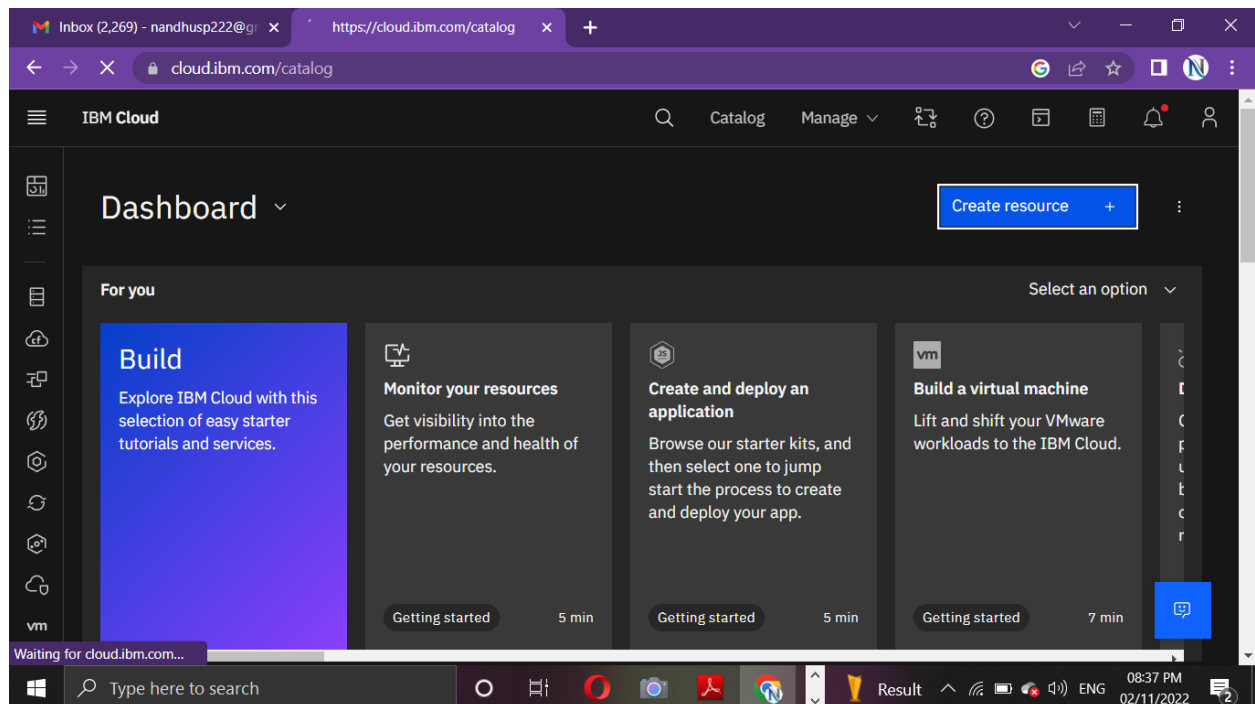 Inbox (2,269) - nandhusp222@gr
https://cloud.ibm.com/catalog
cloud.ibm.com/catalog
IBM Cloud
Catalog
Manage
Dashboard
Create resource +
For you
Select an option
Build
Explore IBM Cloud with this
selection of easy starter
tutorials and services.
Monitor your resources
Get visibility into the
performance and health of
your resources.
Getting started
5 min
JS
Create and deploy an
application
Browse our starter kits, and
then select one to jump
start the process to create
and deploy your app.
Getting started
5 min
vm
Build a virtual machine
Lift and shift your VMware
workloads to the IBM Cloud.
Getting started
7 min
cf
vm
Waiting for cloud.ibm.com...
Type here to search
Result
ENG
08:37 PM
02/11/2022
2